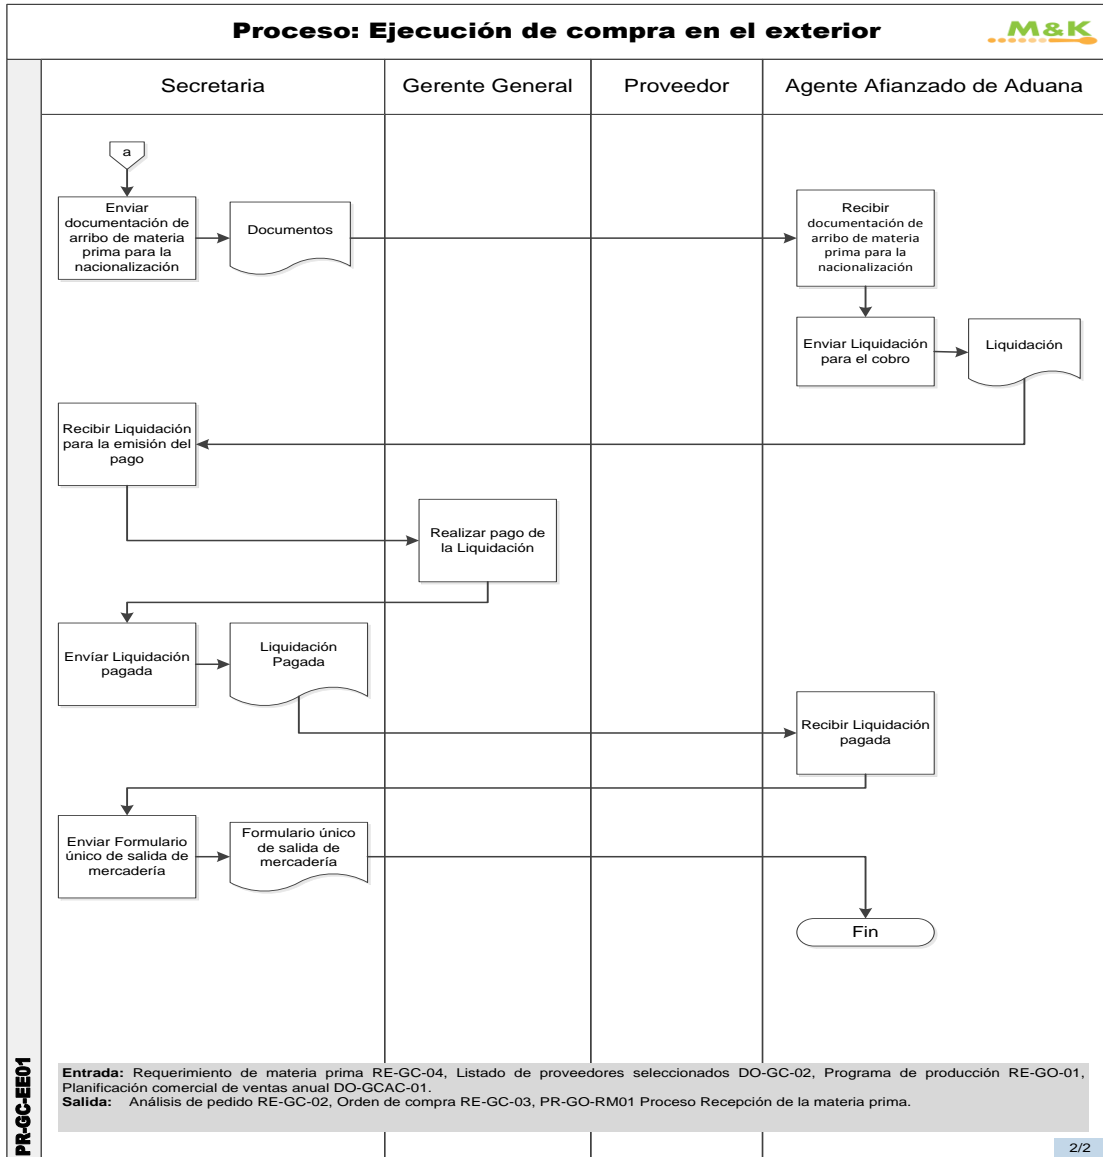 Proceso: Ejecución de compra en el exterior
M&K
Secretaria
Gerente General
Proveedor
Agente Afianzado de Aduana
a
Enviar
documentación de
arribo de materia
prima para la
nacionalización
Documentos
Recibir
documentación de
arribo de materia
prima para la
nacionalización
Enviar Liquidación
para el cobro
Liquidación
Recibir Liquidación
para la emisión del
pago
Realizar pago de
la Liquidación
Envíar Liquidación
pagada
Liquidación
Pagada
Recibir Liquidación
pagada
Enviar Formulario
único de salida de
mercadería
Formulario único
de salida de
mercadería
Fin
PR-GC-EE01
Entrada: Requerimiento de materia prima RE-GC-04, Listado de proveedores seleccionados DO-GC-02, Programa de producción RE-GO-01,
Planificación comercial de ventas anual DO-GCAC-01.
Salida: Análisis de pedido RE-GC-02, Orden de compra RE-GC-03, PR-GO-RM01 Proceso Recepción de la materia prima.
2/2